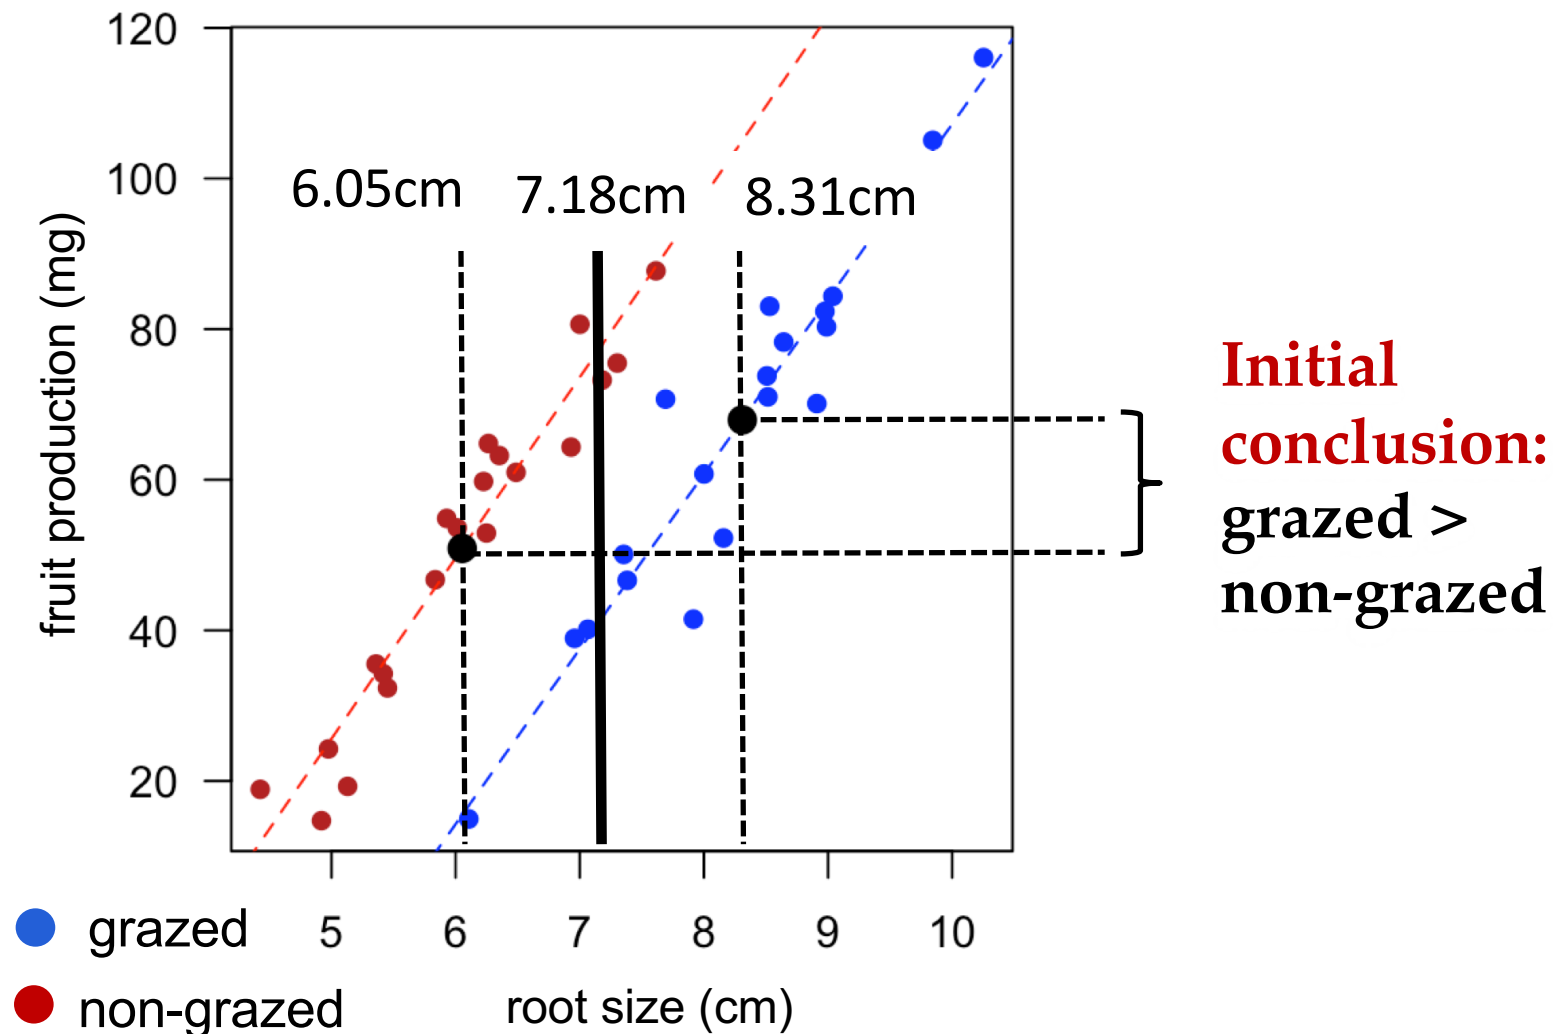 120
100
80
60
40
20
fruit production (mg)
6.05cm
7.18cm
8.31cm
5
6
7
8
9
10
root size (cm)
grazed
non-grazed
Initial
conclusion:
grazed >
non-grazed